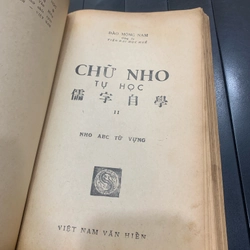 CHỮ NHO
TỰ HỌC
儒字自學
II
NHO ABC TỪ VỰNG
VIỆT NAM VĂN HIẾN